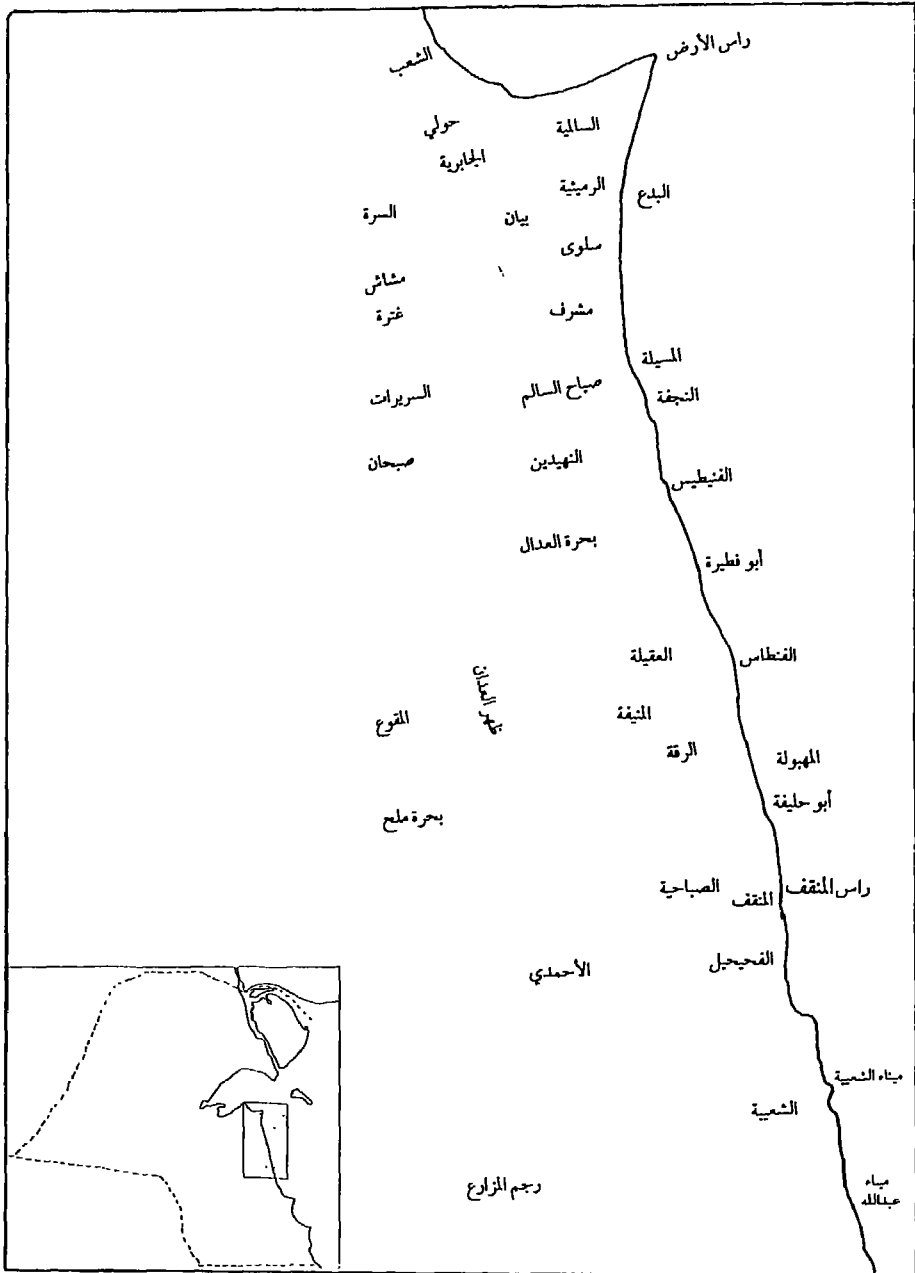 راس الأرض
الشعب
السالمية
حولي
الجابرية
الرميثية
البدع
بيان
السرة
سلوى
مشاش
مشرف
غترة
المسيلة
النجفة
صباح السالم
السريرات
النهيدين
صبحان
الفنيطيس
بحرة العدال
أبو فطيرة
الفنطاس
العقيلة
ظهر العدان
المنيفة
المقوع
الرقة
المهبولة
أبو حليفة
بحرة ملح
راس المنقف
المنقف
الصباحية
الفحيحيل
الأحمدي
ميناء الشعيبة
الشعيبة
رجم المزارع
ميناء
عبدالله